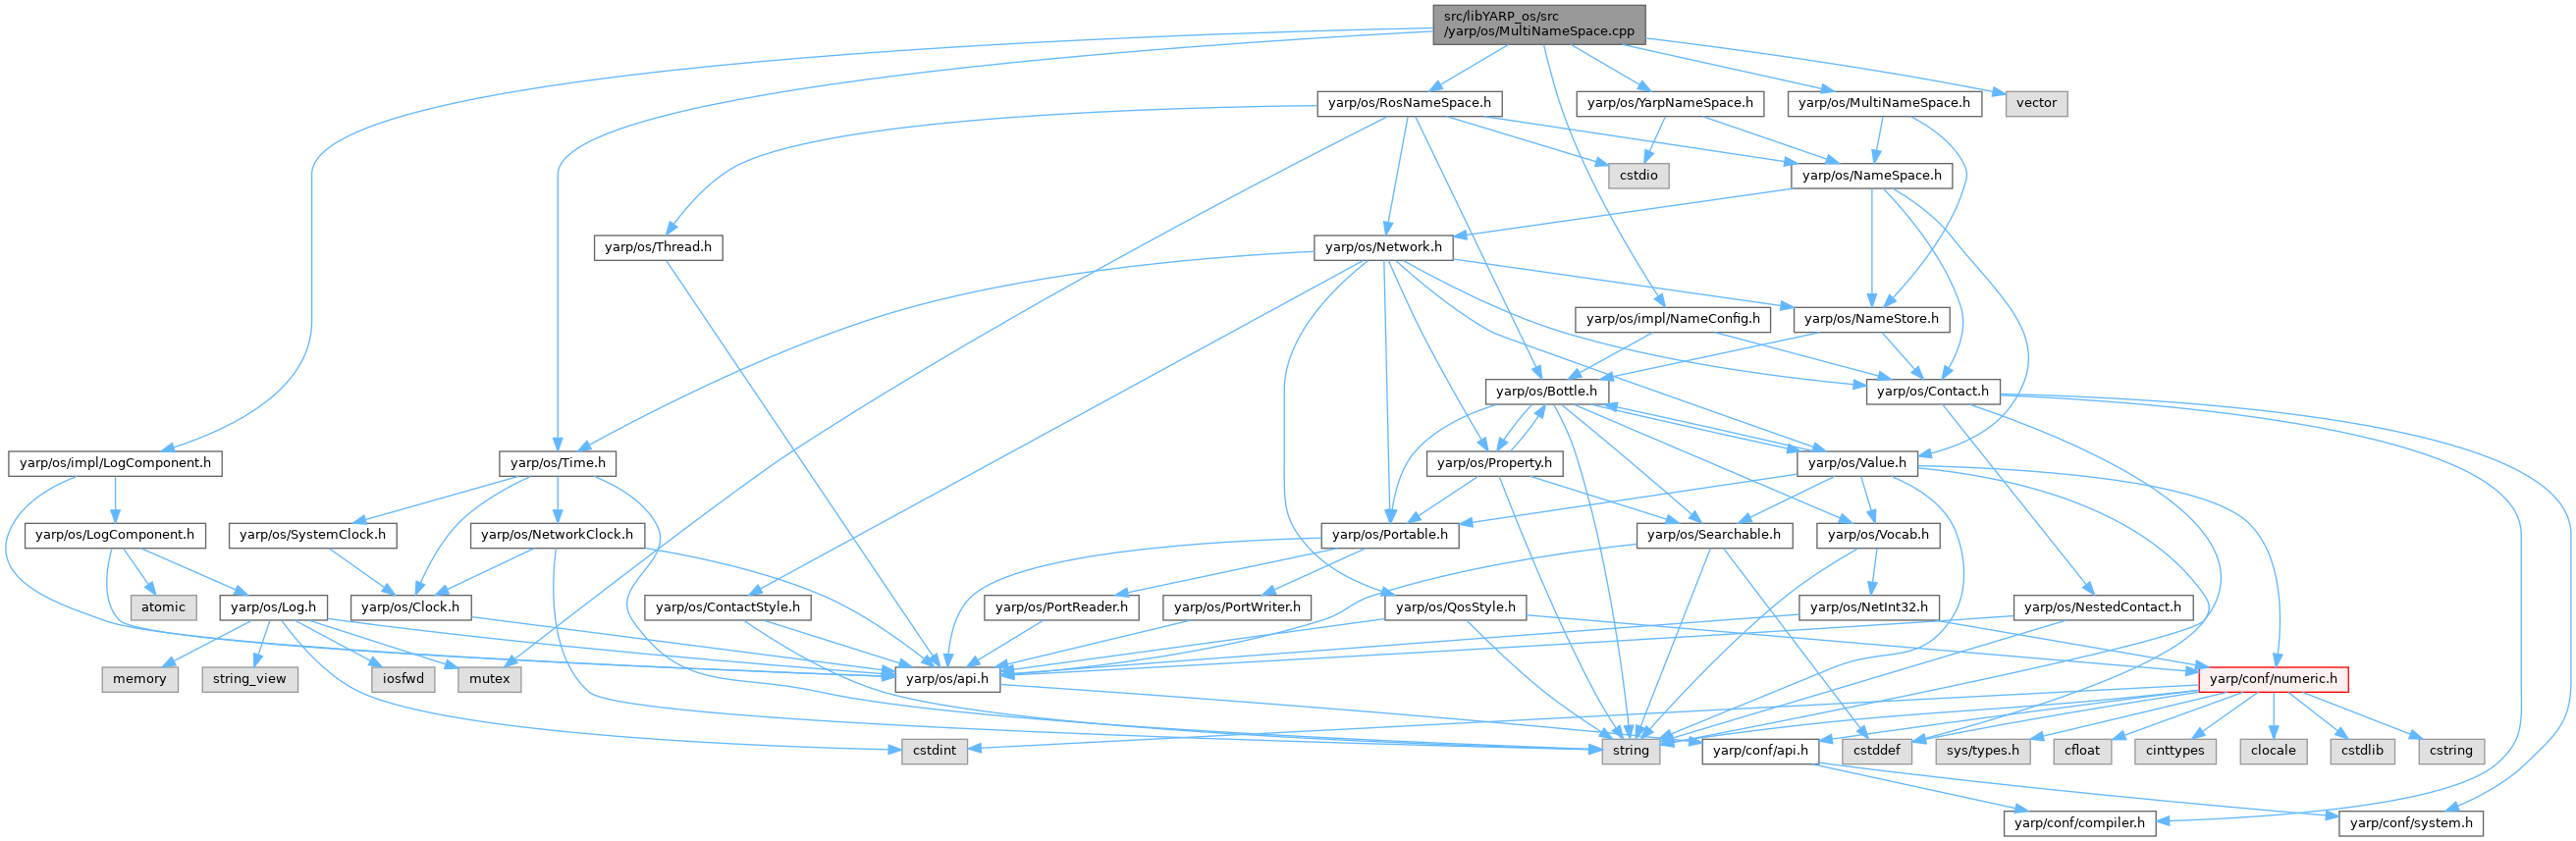 src/libYARP_os/src
/yarp/os/MultiNameSpace.cpp
yarp/os/RosNameSpace.h
yarp/os/YarpNameSpace.h
yarp/os/MultiNameSpace.h
vector
cstdio
yarp/os/NameSpace.h
yarp/os/Thread.h
yarp/os/Network.h
yarp/os/impl/NameConfig.h
yarp/os/NameStore.h
yarp/os/Bottle.h
yarp/os/Contact.h
yarp/os/impl/LogComponent.h
yarp/os/Time.h
yarp/os/Property.h
yarp/os/Value.h
yarp/os/LogComponent.h
yarp/os/SystemClock.h
yarp/os/NetworkClock.h
yarp/os/Portable.h
yarp/os/Searchable.h
yarp/os/Vocab.h
atomic
yarp/os/Log.h
yarp/os/Clock.h
yarp/os/ContactStyle.h
yarp/os/PortReader.h
yarp/os/PortWriter.h
yarp/os/QosStyle.h
yarp/os/NetInt32.h
yarp/os/NestedContact.h
memory
string_view
iosfwd
mutex
yarp/os/api.h
yarp/conf/numeric.h
cstdint
string
yarp/conf/api.h
cstddef
sys/types.h
cfloat
cinttypes
clocale
cstdlib
cstring
yarp/conf/compiler.h
yarp/conf/system.h